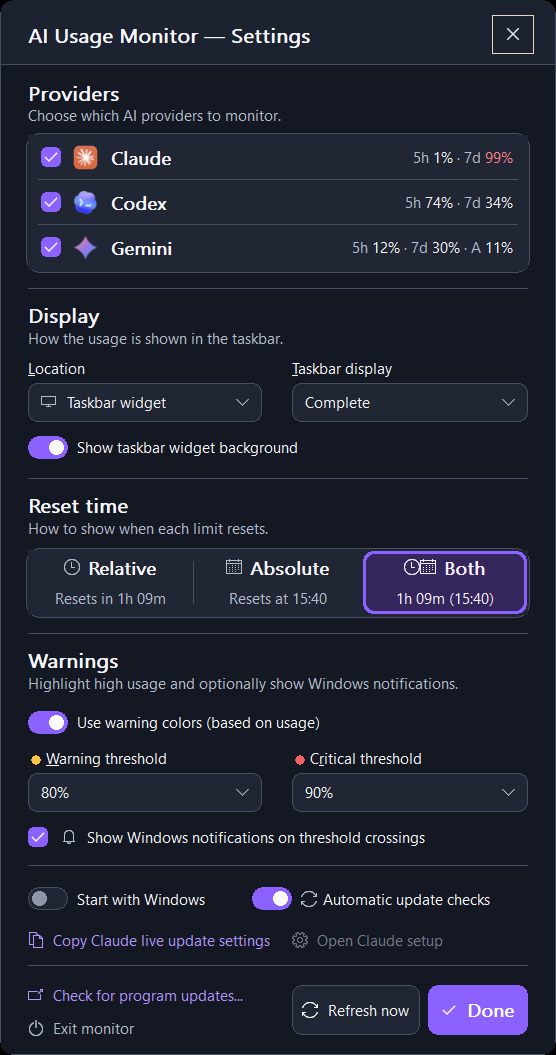 AI Usage Monitor — Settings
Providers
Choose which AI providers to monitor.
Claude 5h 1% · 7d 99%
Codex 5h 74% · 7d 34%
Gemini 5h 12% · 7d 30% · A 11%
Display
How the usage is shown in the taskbar.
Location Taskbar display
Taskbar widget Complete
Show taskbar widget background
Reset time
How to show when each limit resets.
Relative Absolute Both
Resets in 1h 09m Resets at 15:40 1h 09m (15:40)
Warnings
Highlight high usage and optionally show Windows notifications.
Use warning colors (based on usage)
Warning threshold Critical threshold
80% 90%
Show Windows notifications on threshold crossings
Start with Windows Automatic update checks
Copy Claude live update settings Open Claude setup
Check for program updates...
Refresh now Done
Exit monitor